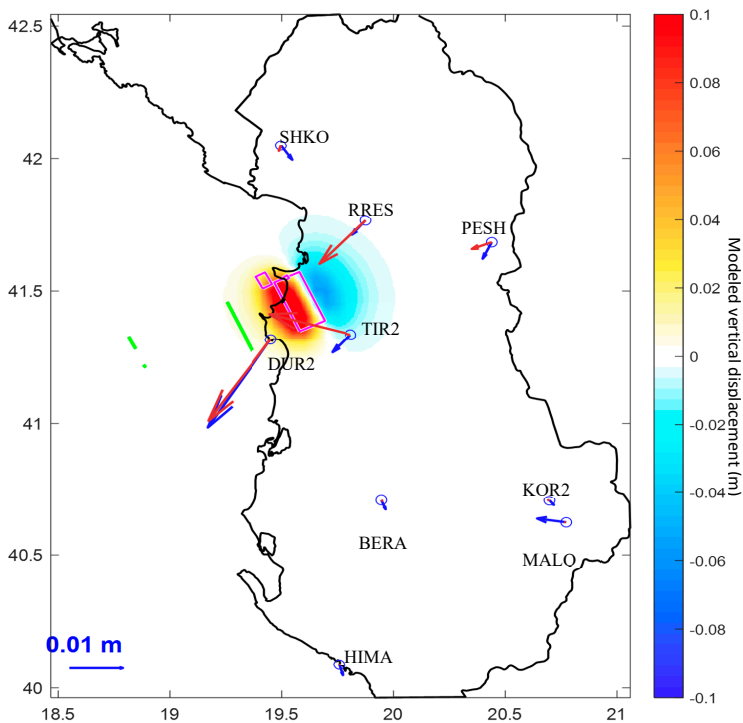 42.5
42
41.5
41
40.5
40
18.5
19
19.5
20
20.5
21
SHKO
RRES
PESH
TIR2
DUR2
KOR2
BERA
MALO
HIMA
0.01 m
0.1
0.08
0.06
0.04
0.02
0
-0.02
-0.04
-0.06
-0.08
-0.1
Modeled vertical displacement (m)